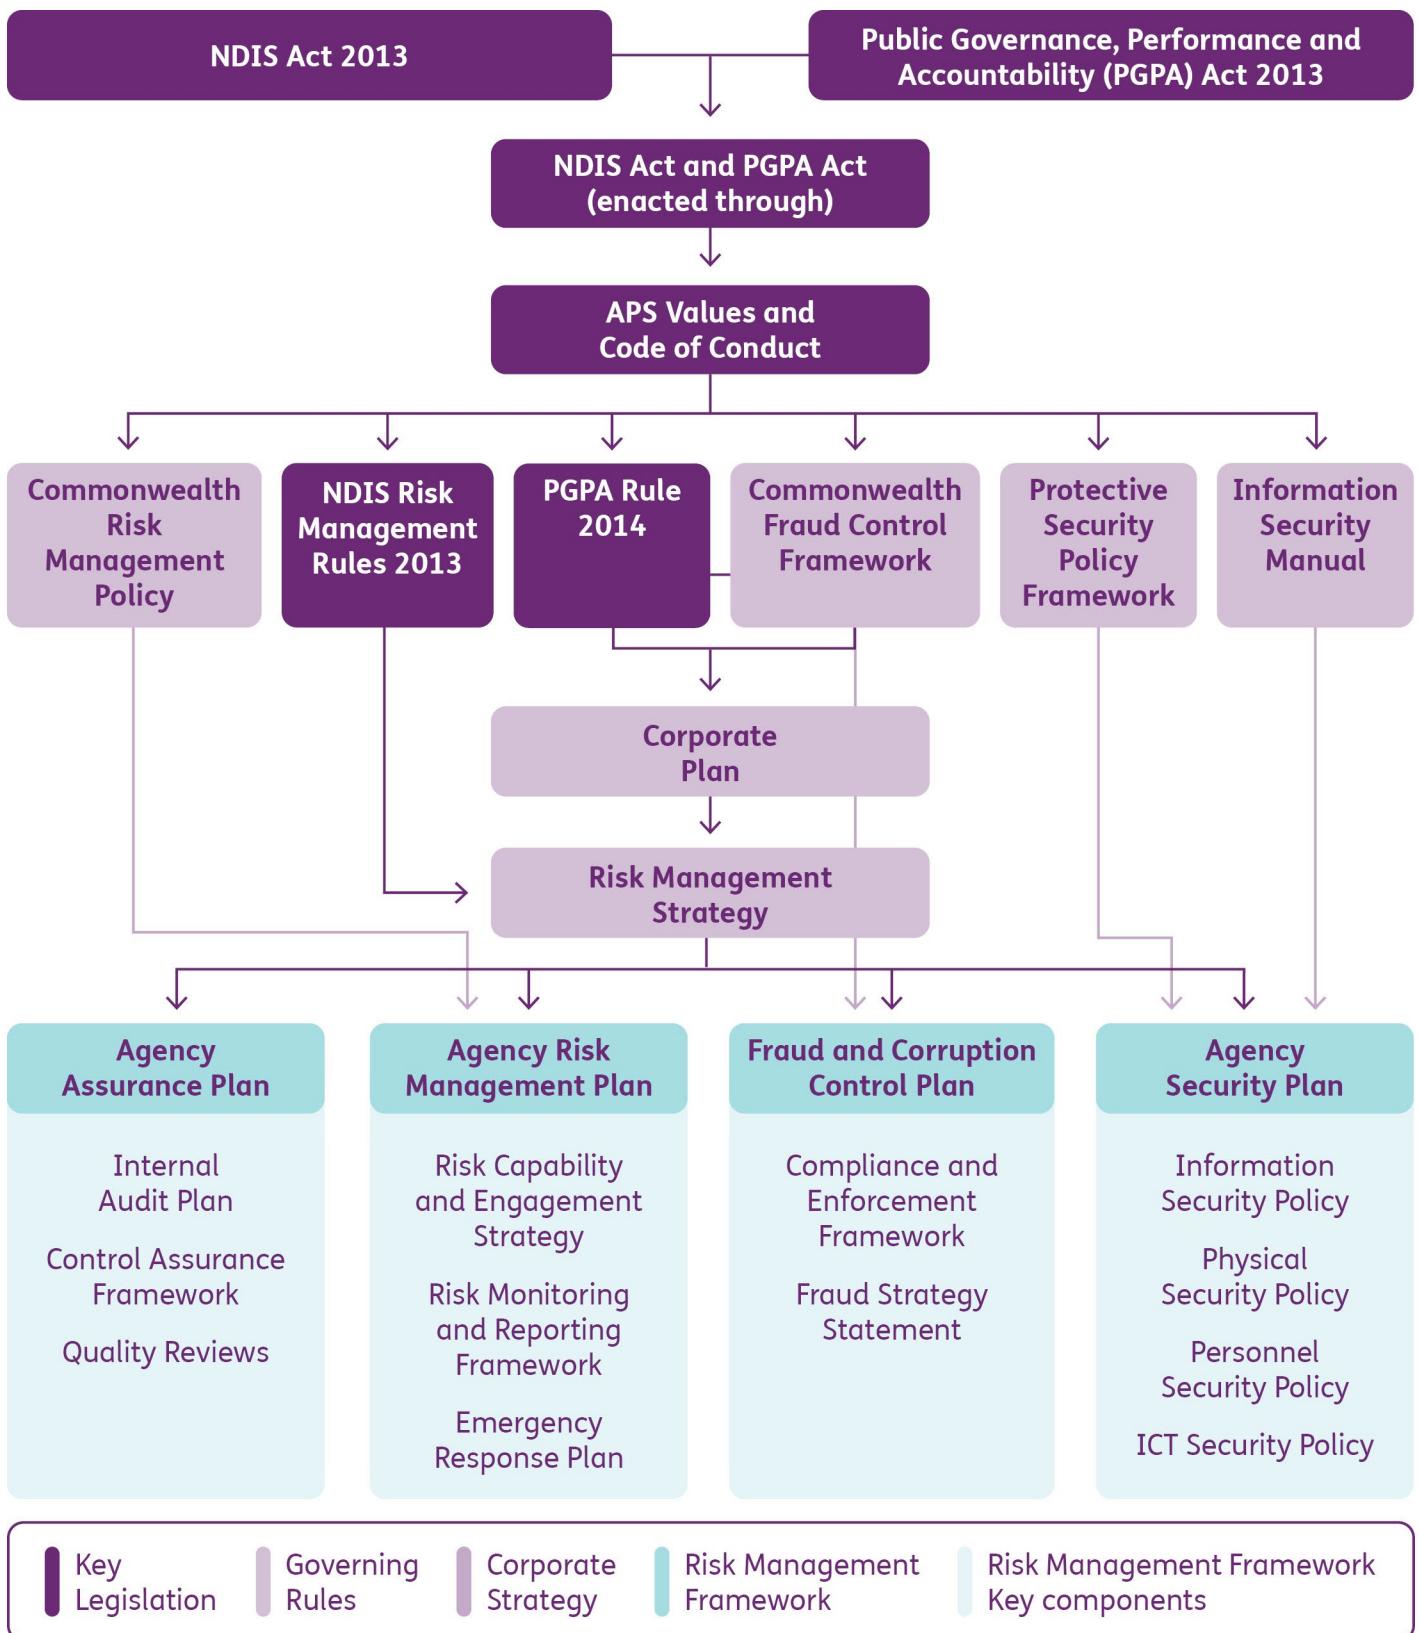 NDIS Act 2013
Public Governance, Performance and
Accountability (PGPA) Act 2013
NDIS Act and PGPA Act
(enacted through)
APS Values and
Code of Conduct
Commonwealth
Risk
Management
Policy
NDIS Risk
Management
Rules 2013
PGPA Rule
2014
Commonwealth
Fraud Control
Framework
Protective
Security
Policy
Framework
Information
Security
Manual
Corporate
Plan
Risk Management
Strategy
Agency
Assurance Plan
Internal
Audit Plan
Control Assurance
Framework
Quality Reviews
Agency Risk
Management Plan
Risk Capability
and Engagement
Strategy
Risk Monitoring
and Reporting
Framework
Emergency
Response Plan
Fraud and Corruption
Control Plan
Compliance and
Enforcement
Framework
Fraud Strategy
Statement
Agency
Security Plan
Information
Security Policy
Physical
Security Policy
Personnel
Security Policy
ICT Security Policy
Key
Legislation
Governing
Rules
Corporate
Strategy
Risk Management
Framework
Risk Management Framework
Key components